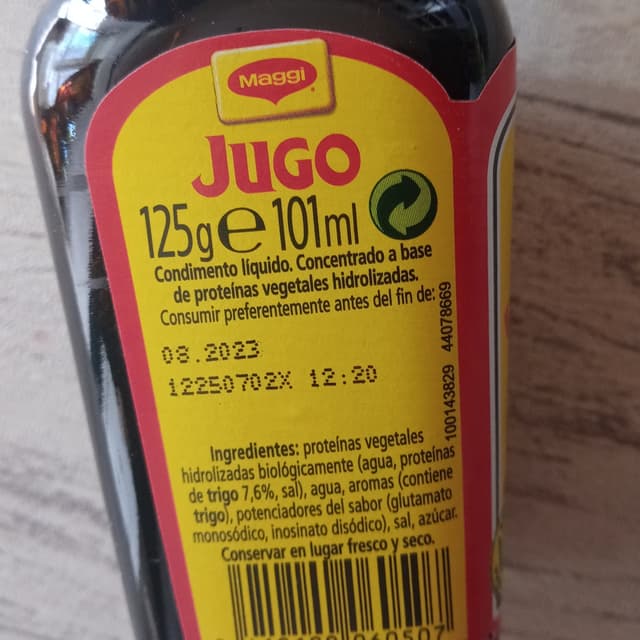 Maggi
JUGO
125g e 101ml
Condimento líquido. Concentrado a base
de proteínas vegetales hidrolizadas.
Consumir preferentemente antes del fin de:
08.2023
12250702X 12:20
100143829 44078669
Ingredientes: proteínas vegetales
hidrolizadas biológicamente (agua, proteínas
de trigo 7,6%, sal), agua, aromas (contiene
trigo), potenciadores del sabor (glutamato
monosódico, inosinato disódico), sal, azúcar.
Conservar en lugar fresco y seco.